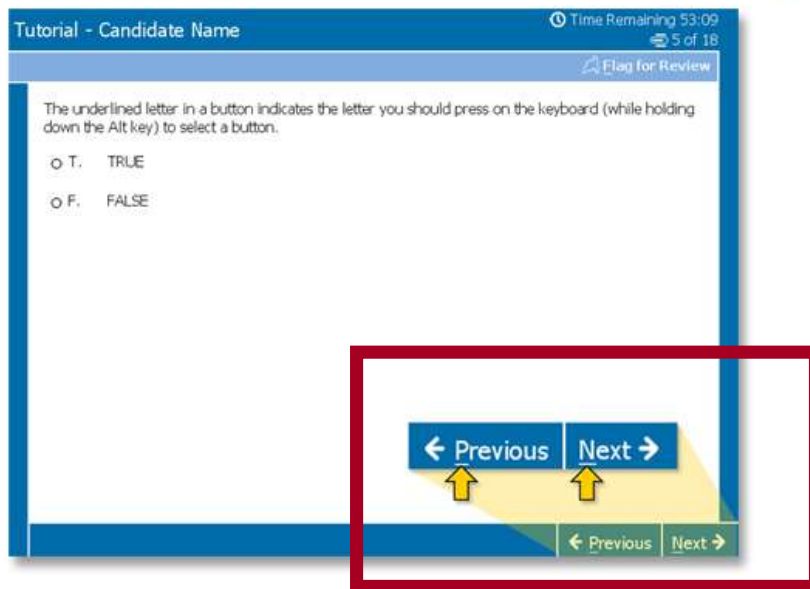 Tutorial - Candidate Name
Time Remaining 53:09
5 of 18
Flag for Review
The underlined letter in a button indicates the letter you should press on the keyboard (while holding
down the Alt key) to select a button.
T. TRUE
F. FALSE
Previous Next
Previous Next